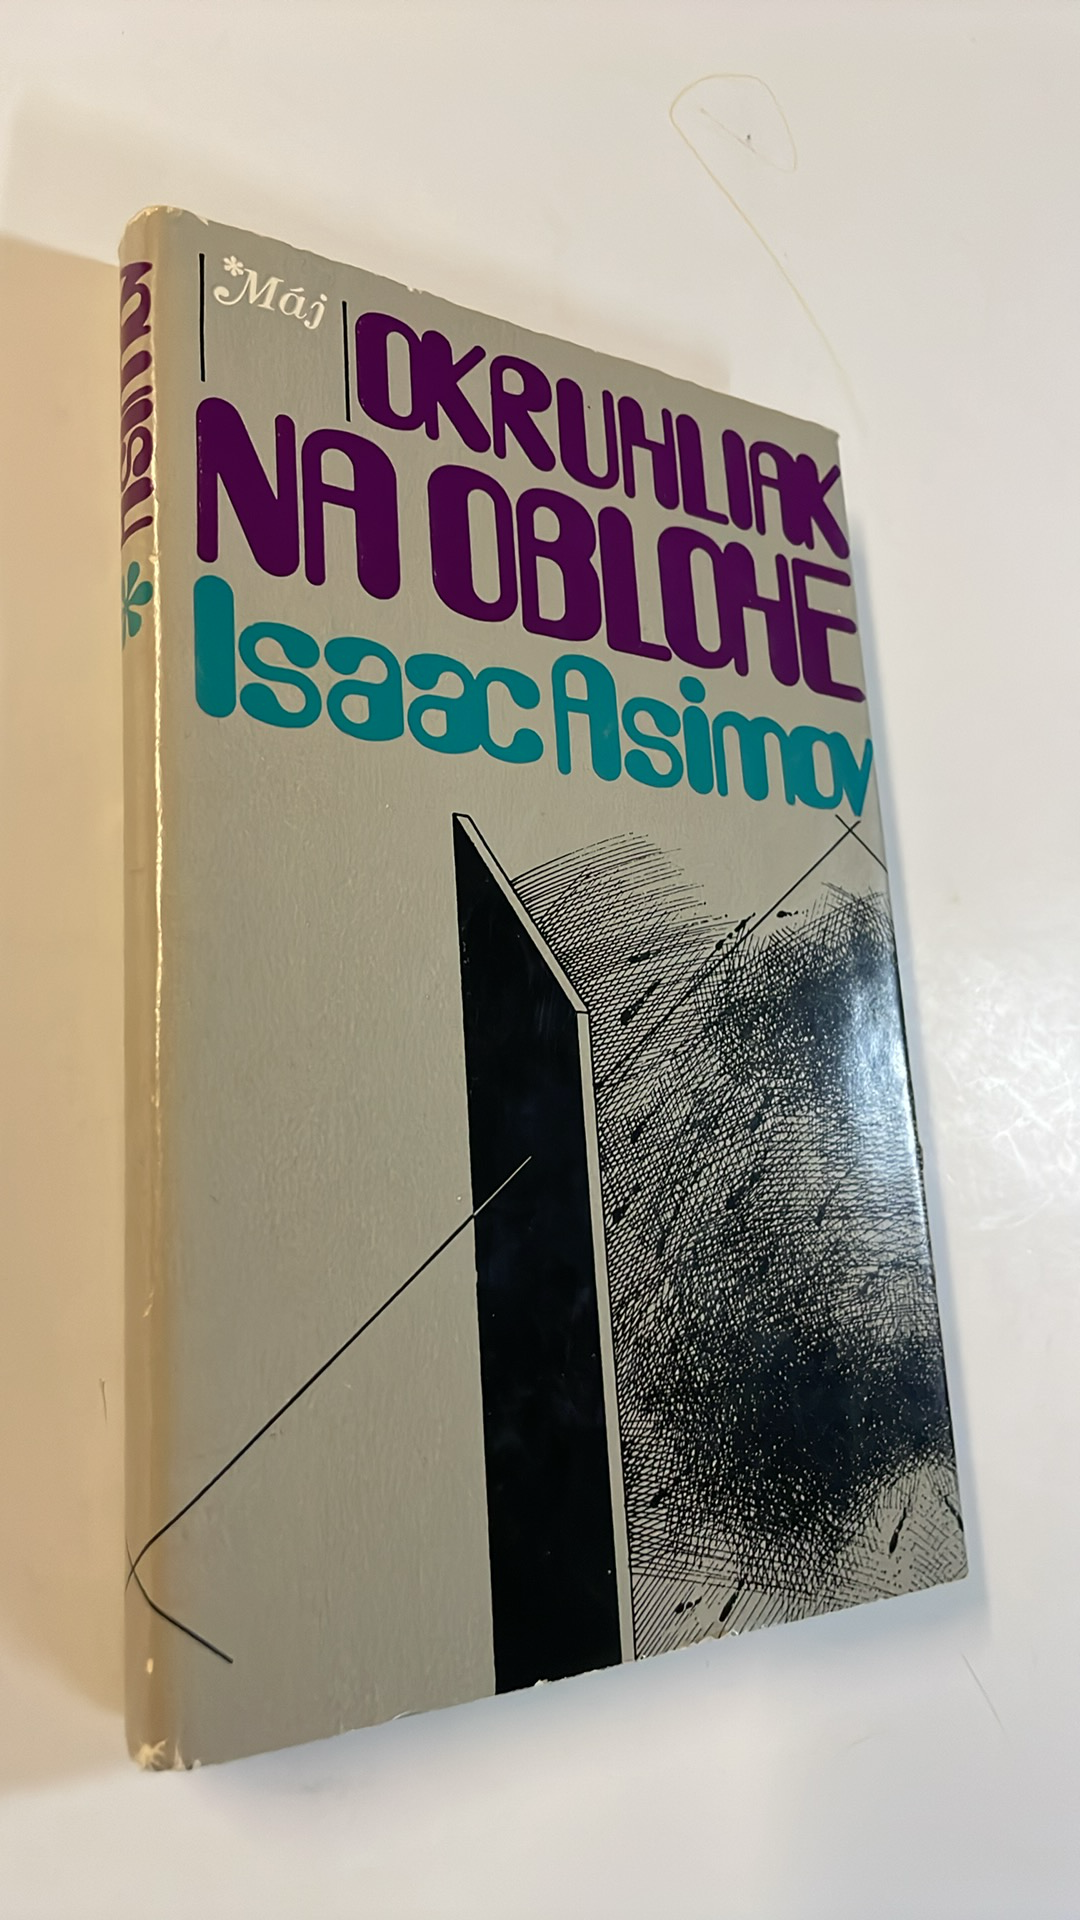 *Máj
OKRUHLIAK
NA OBLOHE
Isaac Asimov